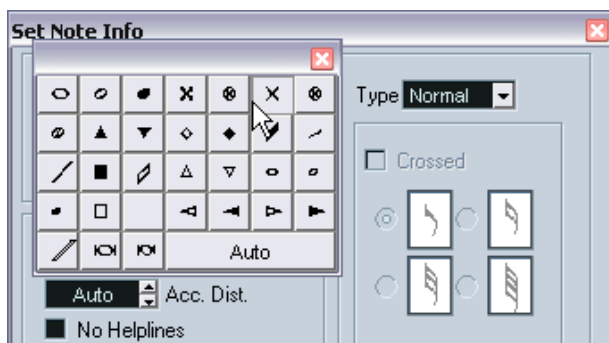 Set Note Info
Type Normal
Crossed
Auto
Auto Acc. Dist.
No Helplines